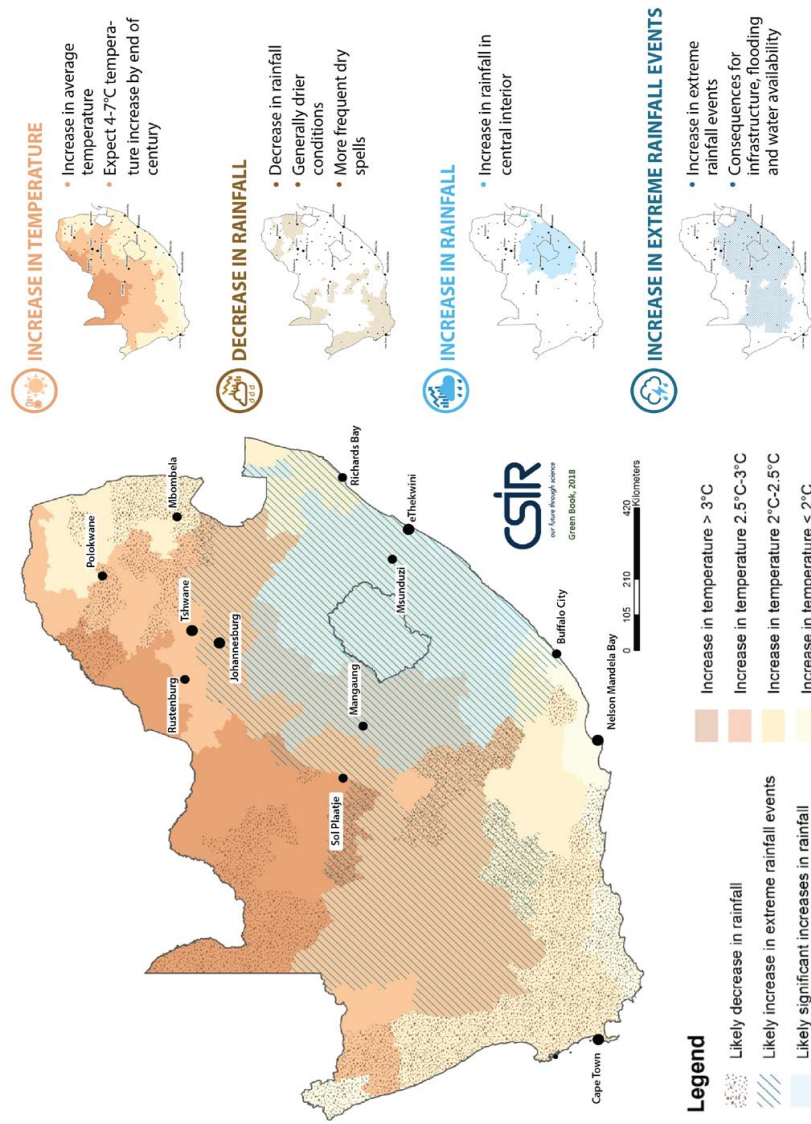 INCREASE IN TEMPERATURE
• Increase in average
temperature
• Expect 4-7°C tempera-
ture increase by end of
century
DECREASE IN RAINFALL
• Decrease in rainfall
• Generally drier
conditions
• More frequent dry
spells
INCREASE IN RAINFALL
• Increase in rainfall in
central interior
INCREASE IN EXTREME RAINFALL EVENTS
• Increase in extreme
rainfall events
• Consequences for
infrastructure, flooding
and water availability
Polokwane
Mbombela
Tshwane
Rustenburg
Johannesburg
Richards Bay
Mangaung
Sol Plaatje
Msunduzi
eThekwini
Buffalo City
Nelson Mandela Bay
Cape Town
CSIR
our future through science
Green Book, 2018
0 105 210 420
Kilometers
Legend
Likely decrease in rainfall
Likely increase in extreme rainfall events
Likely significant increases in rainfall
Increase in temperature > 3°C
Increase in temperature 2.5°C-3°C
Increase in temperature 2°C-2.5°C
Increase in temperature < 2°C